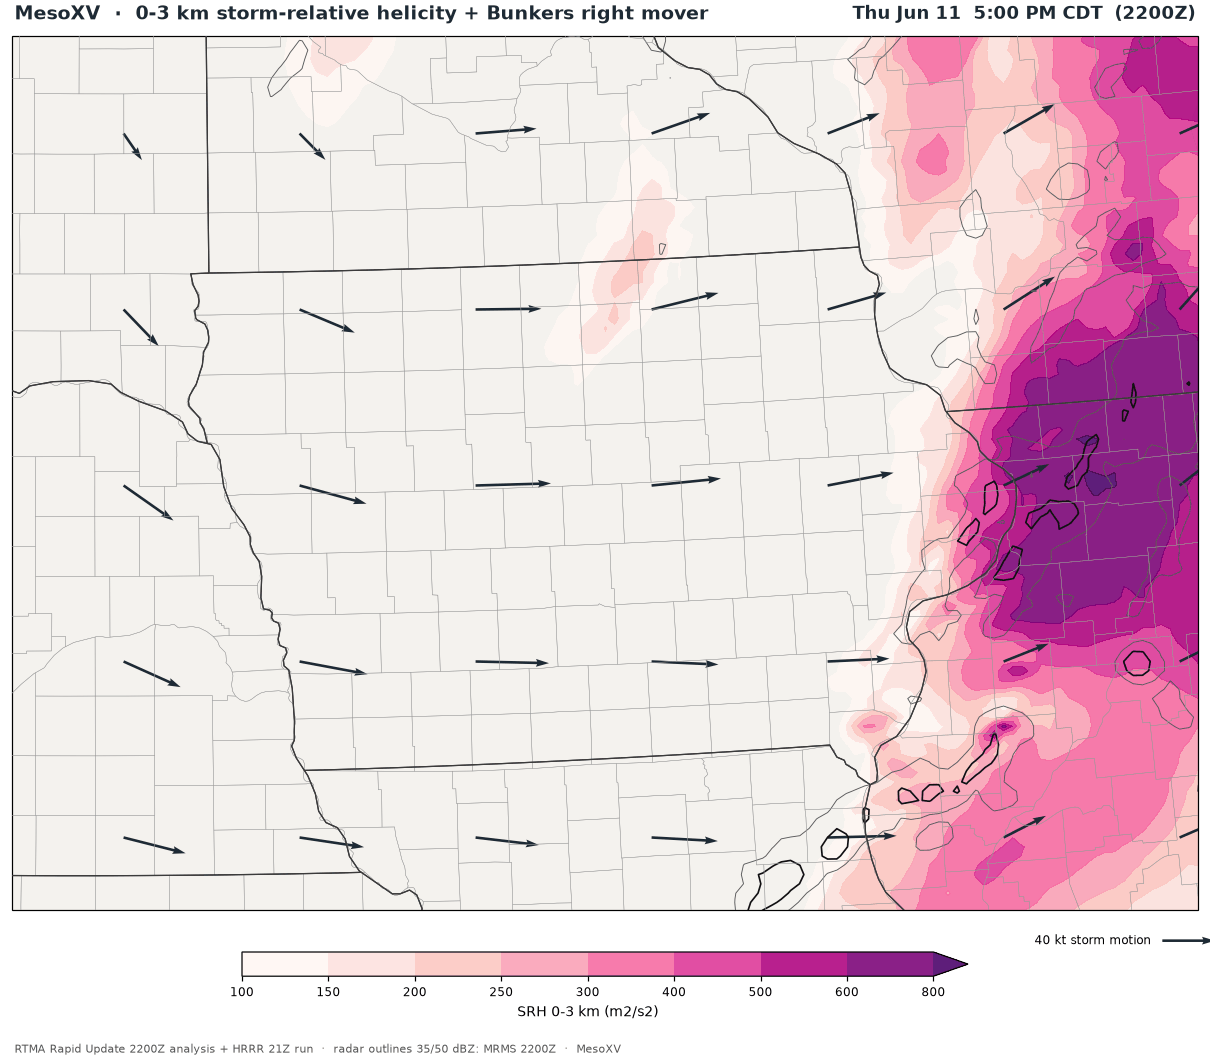 MesoXV · 0-3 km storm-relative helicity + Bunkers right mover
Thu Jun 11 5:00 PM CDT (2200Z)
40 kt storm motion
100 150 200 250 300 400 500 600 800
SRH 0-3 km (m2/s2)
RTMA Rapid Update 2200Z analysis + HRRR 21Z run · radar outlines 35/50 dBZ: MRMS 2200Z · MesoXV